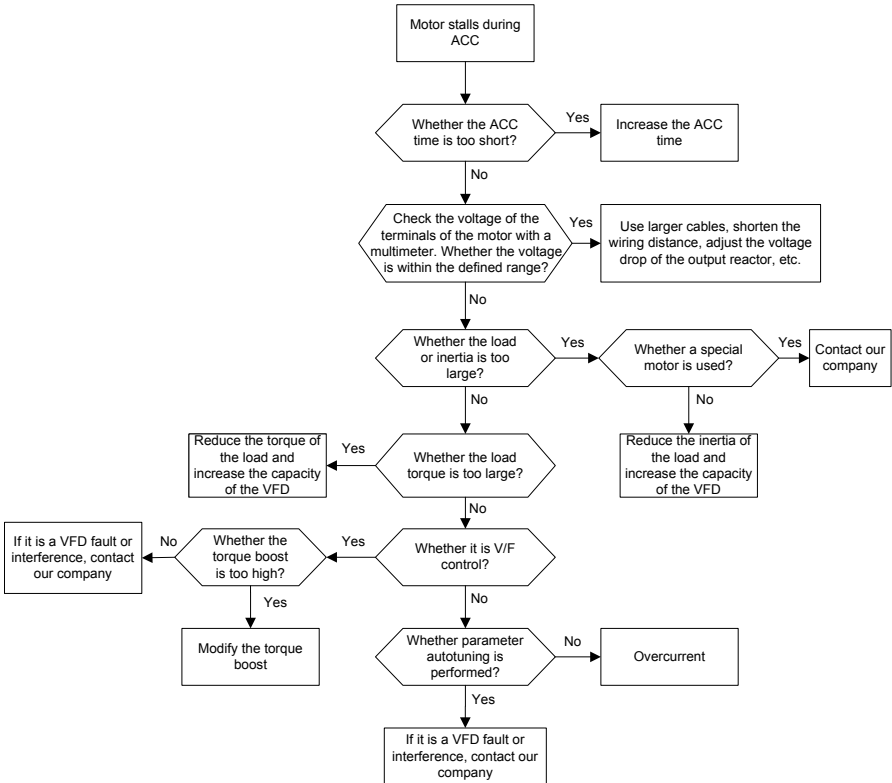 Motor stalls during
ACC
Whether the ACC
time is too short?
Yes
Increase the ACC
time
No
Check the voltage of the
terminals of the motor with a
multimeter. Whether the voltage
is within the defined range?
Yes
Use larger cables, shorten the
wiring distance, adjust the voltage
drop of the output reactor, etc.
No
Whether the load
or inertia is too
large?
Yes
Whether a special
motor is used?
Yes
Contact our
company
No
No
Reduce the torque of
the load and
increase the capacity
of the VFD
Yes
Whether the load
torque is too large?
Reduce the inertia of
the load and
increase the capacity
of the VFD
No
If it is a VFD fault or
interference, contact
our company
No
Whether the
torque boost
is too high?
Yes
Whether it is V/F
control?
Yes
No
Modify the torque
boost
Whether parameter
autotuning is
performed?
No
Overcurrent
Yes
If it is a VFD fault or
interference, contact our
company